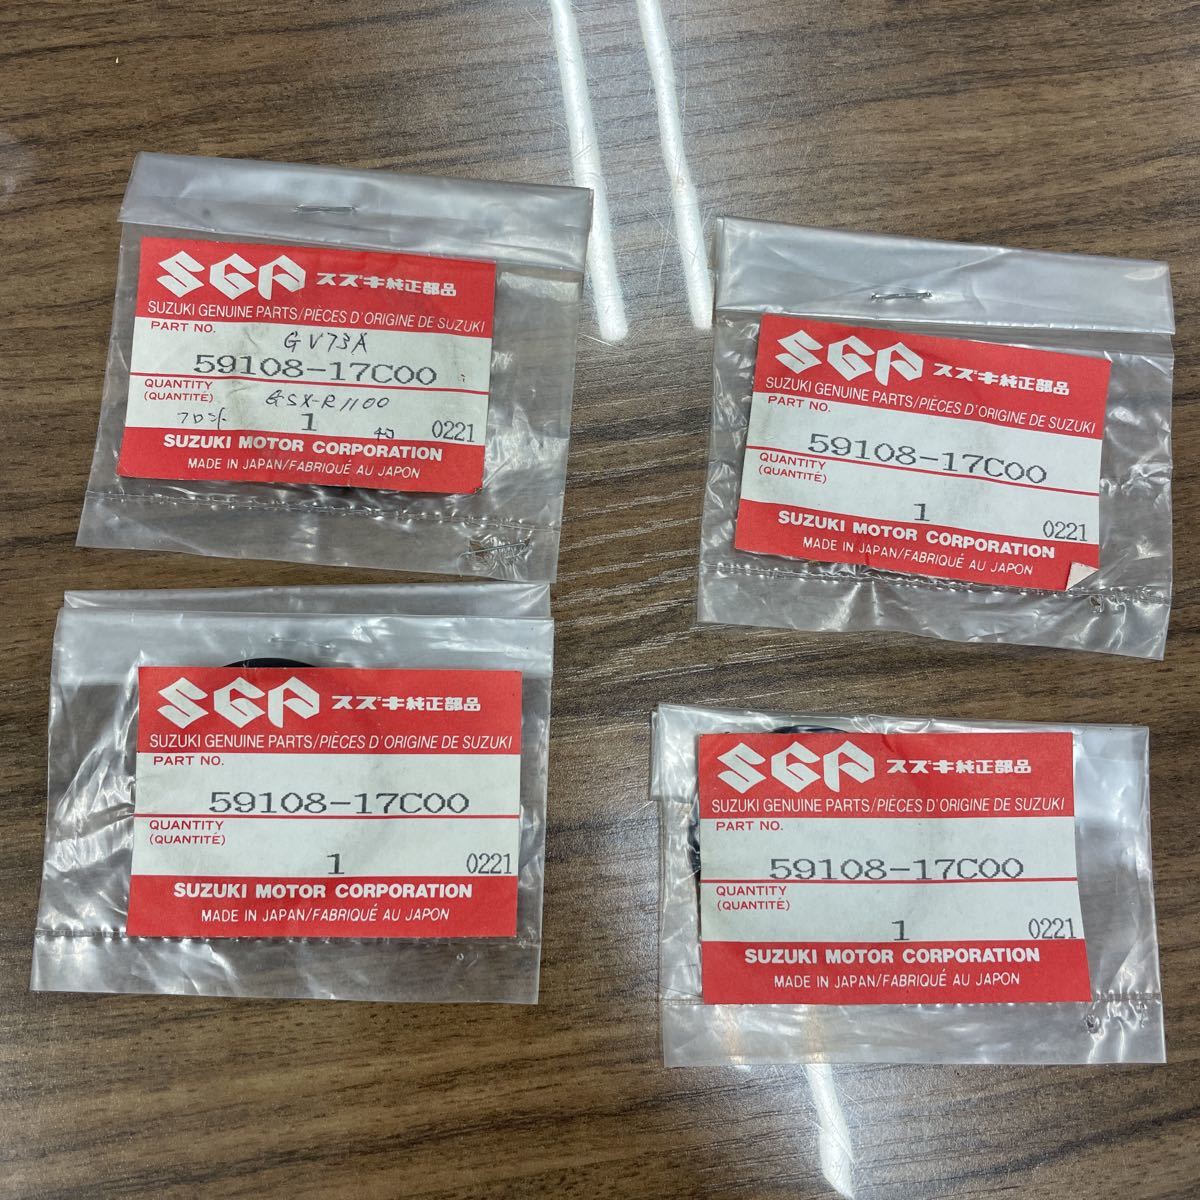 SGP スズキ純正部品
SUZUKI GENUINE PARTS/PIÈCES D'ORIGINE DE SUZUKI
PART NO.
GV73A
59108-17C00
QUANTITY
(QUANTITÉ)
GSX-R1100
フロント
1
0221
SUZUKI MOTOR CORPORATION
MADE IN JAPAN/FABRIQUÉ AU JAPON
SGP スズキ純正部品
SUZUKI GENUINE PARTS/PIÈCES D'ORIGINE DE SUZUKI
PART NO.
59108-17C00
QUANTITY
(QUANTITÉ)
1
0221
SUZUKI MOTOR CORPORATION
MADE IN JAPAN/FABRIQUÉ AU JAPON
SGP スズキ純正部品
SUZUKI GENUINE PARTS/PIÈCES D'ORIGINE DE SUZUKI
PART NO.
59108-17C00
QUANTITY
(QUANTITÉ)
1
0221
SUZUKI MOTOR CORPORATION
MADE IN JAPAN/FABRIQUÉ AU JAPON
SGP スズキ純正部品
SUZUKI GENUINE PARTS/PIÈCES D'ORIGINE DE SUZUKI
PART NO.
59108-17C00
QUANTITY
(QUANTITÉ)
1
0221
SUZUKI MOTOR CORPORATION
MADE IN JAPAN/FABRIQUÉ AU JAPON